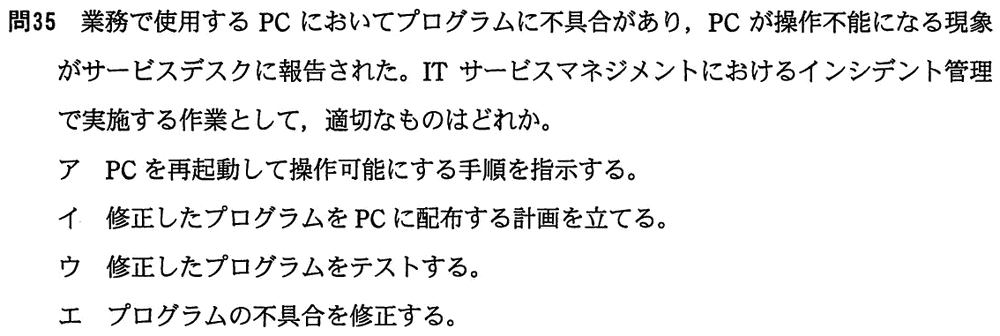 問35 業務で使用する PC においてプログラムに不具合があり，PC が操作不能になる現象
がサービスデスクに報告された。IT サービスマネジメントにおけるインシデント管理
で実施する作業として，適切なものはどれか。
ア PC を再起動して操作可能にする手順を指示する。
イ 修正したプログラムを PC に配布する計画を立てる。
ウ 修正したプログラムをテストする。
エ プログラムの不具合を修正する。